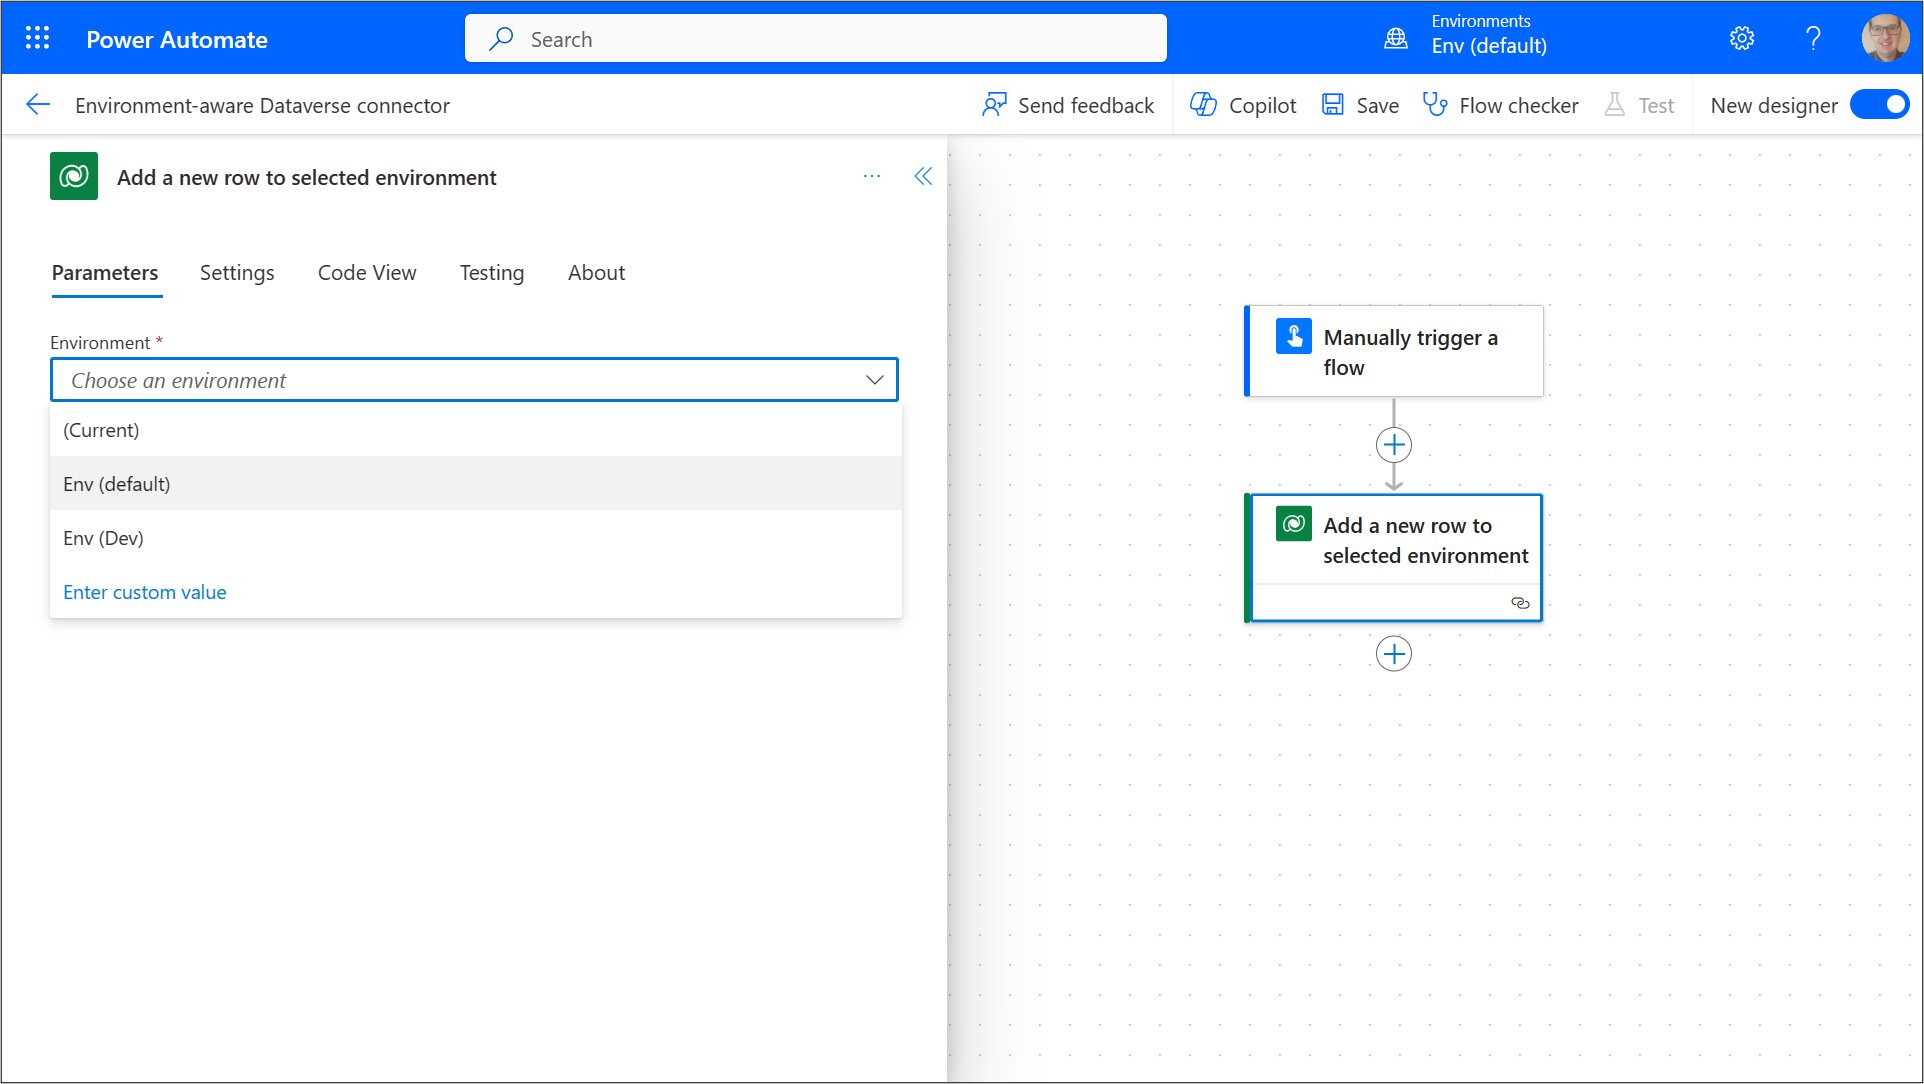 Power Automate
Search
Environments
Env (default)
?
Environment-aware Dataverse connector
Send feedback
Copilot
Save
Flow checker
Test
New designer
Add a new row to selected environment
Parameters
Settings
Code View
Testing
About
Environment *
Choose an environment
(Current)
Env (default)
Env (Dev)
Enter custom value
Manually trigger a
flow
Add a new row to
selected environment